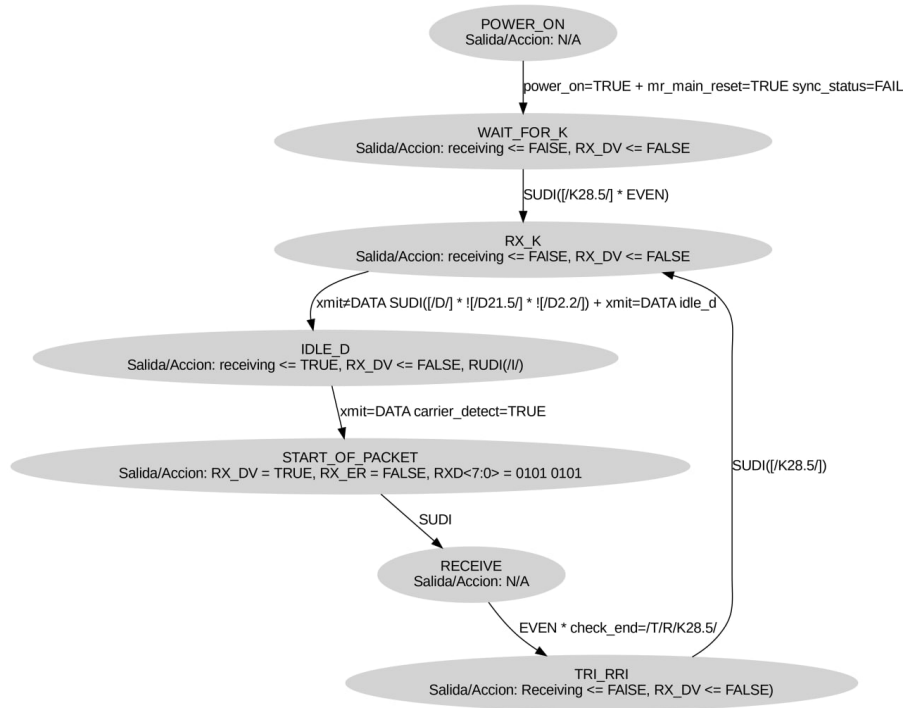 POWER_ON
Salida/Accion: N/A
power_on=TRUE + mr_main_reset=TRUE sync_status=FAIL
WAIT_FOR_K
Salida/Accion: receiving <= FAlSE, RX_DV <= FALSE
SUDI([/K28.5/] * EVEN)
RX_K
Salida/Accion: receiving <= FAlSE, RX_DV <= FALSE
xmit≠DATA SUDI([/D/] * ![/D21.5/] * ![/D2.2/]) + xmit=DATA idle_d
IDLE_D
Salida/Accion: receiving <= TRUE, RX_DV <= FALSE, RUDI(/I/)
xmit=DATA carrier_detect=TRUE
START_OF_PACKET
Salida/Accion: RX_DV = TRUE, RX_ER = FALSE, RXD<7:0> = 0101 0101
SUDI([/K28.5/])
SUDI
RECEIVE
Salida/Accion: N/A
EVEN * check_end=/T/R/K28.5/
TRI_RRI
Salida/Accion: Receiving <= FAlSE, RX_DV <= FALSE)